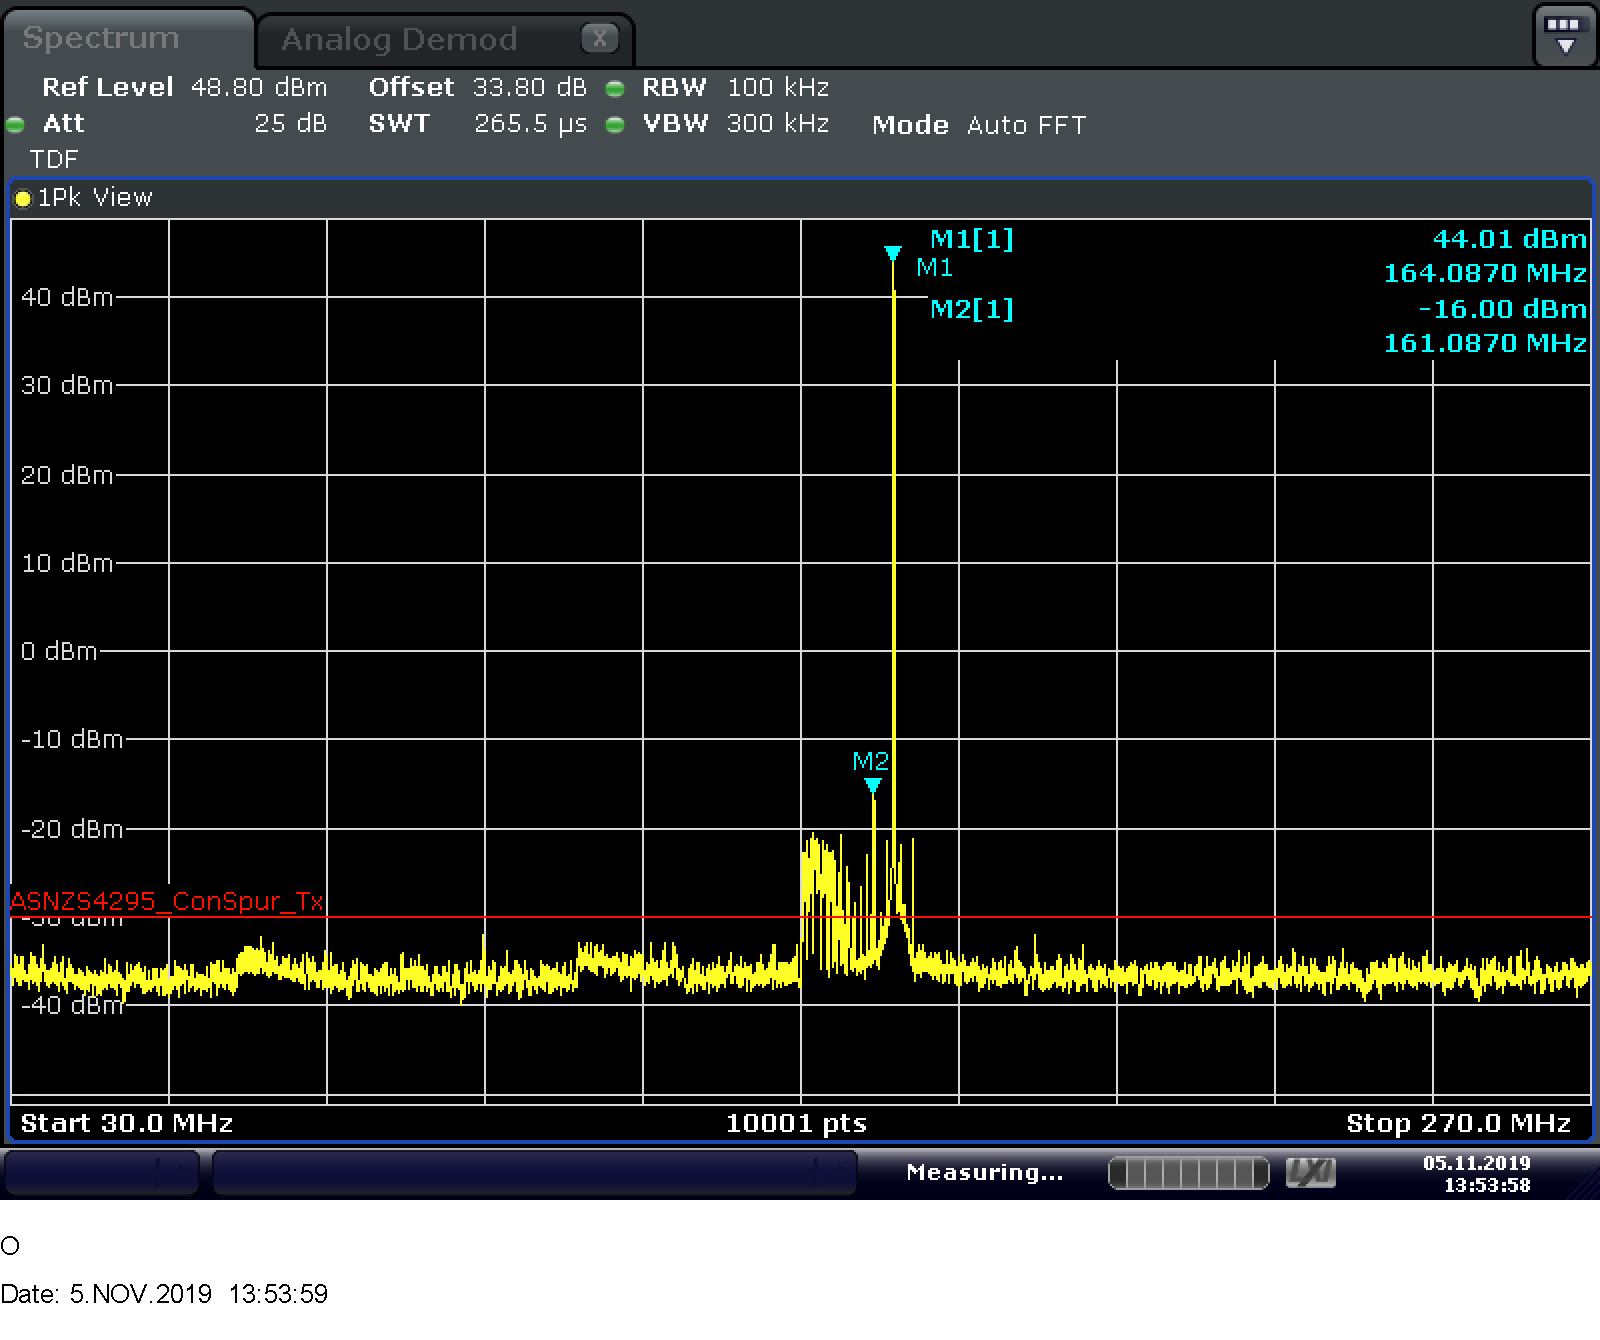 Spectrum
Analog Demod X
Ref Level 48.80 dBm Offset 33.80 dB RBW 100 kHz
Att 25 dB SWT 265.5 µs VBW 300 kHz Mode Auto FFT
TDF
1Pk View
M1[1] 44.01 dBm
M1
164.0870 MHz
M2[1] -16.00 dBm
161.0870 MHz
40 dBm
30 dBm
20 dBm
10 dBm
0 dBm
-10 dBm
M2
-20 dBm
ASNZS4295_ConSpur_Tx
-30 dBm
-40 dBm
Start 30.0 MHz 10001 pts Stop 270.0 MHz
Measuring... LXI 05.11.2019
13:53:58
O
Date: 5.NOV.2019 13:53:59